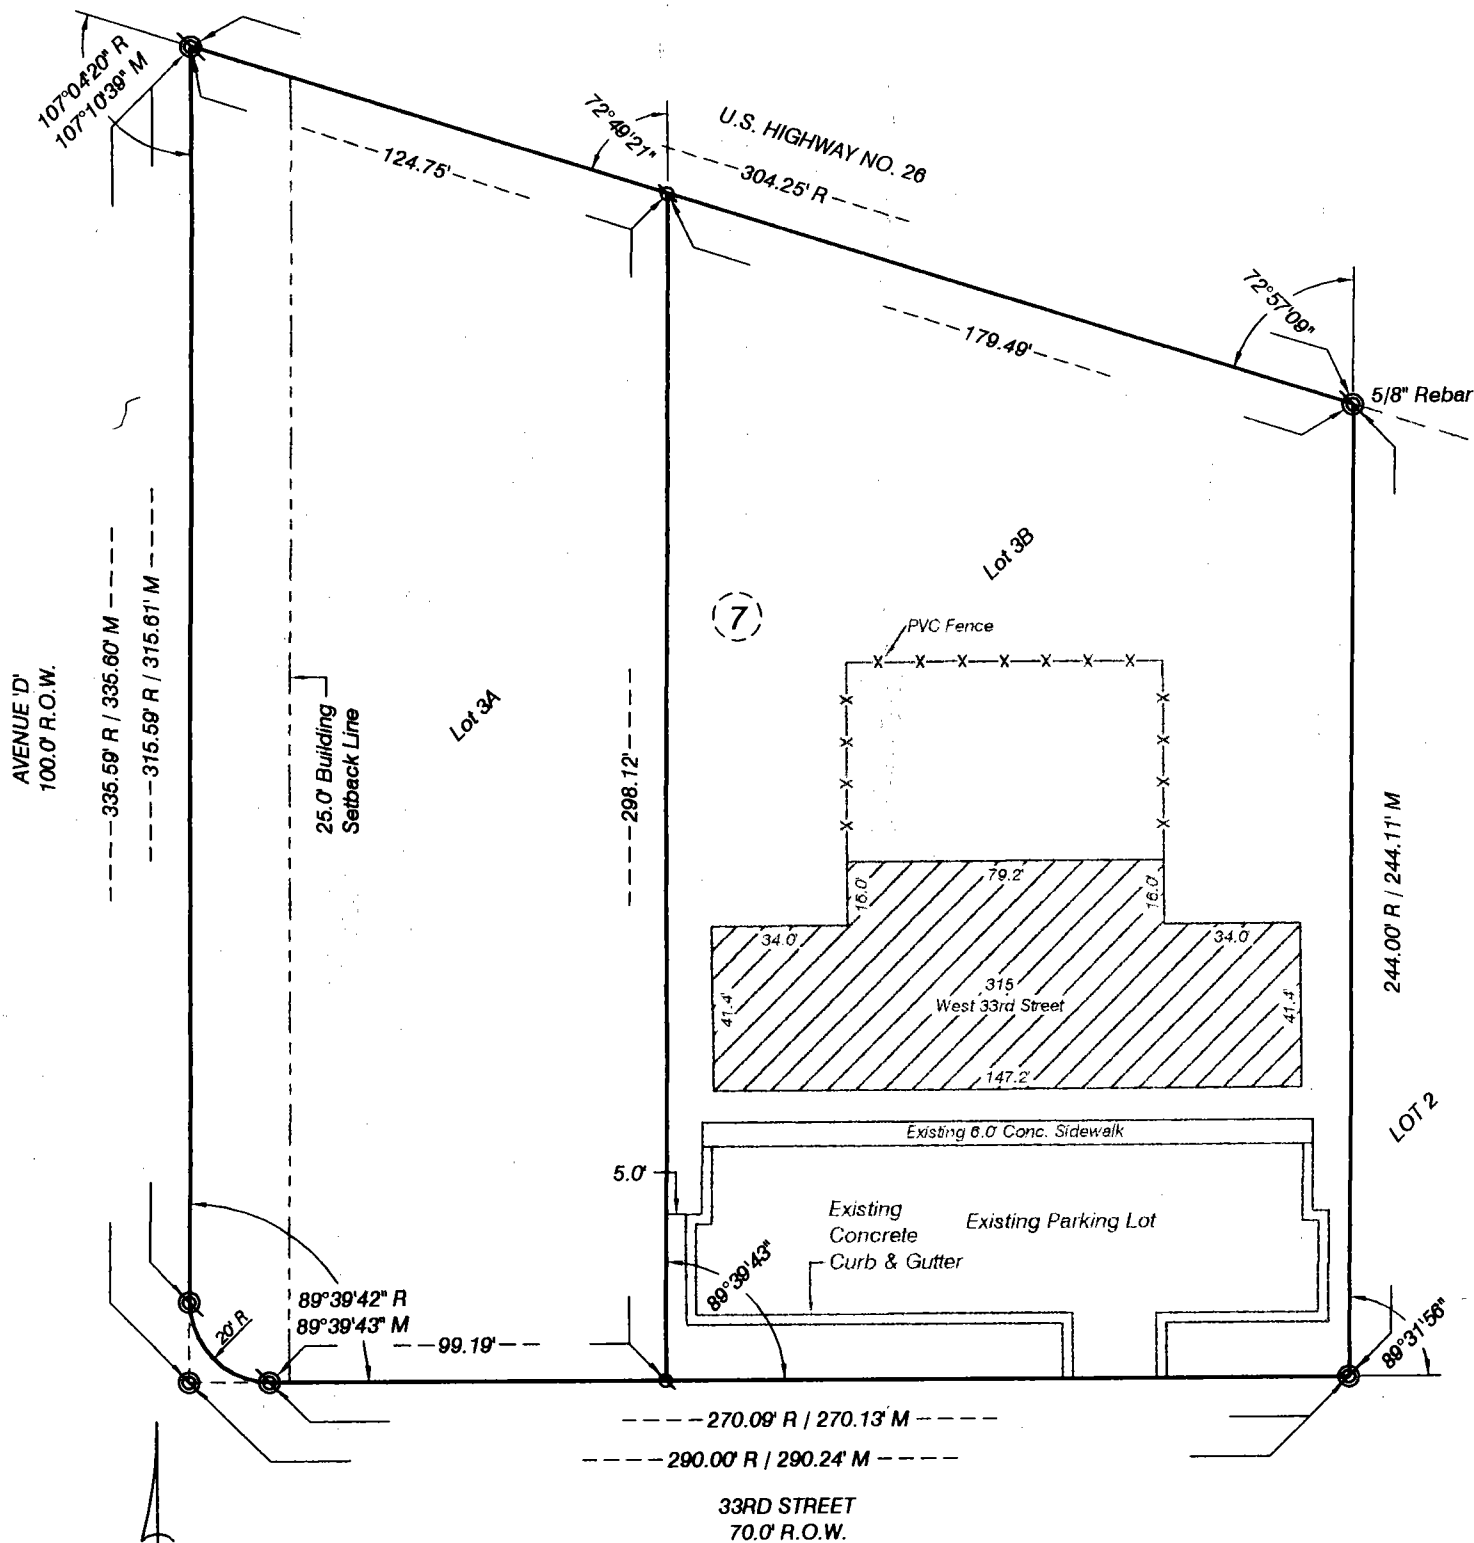 107°04'20" R
107°10'39" M
124.75'
72°49'21"
U.S. HIGHWAY NO. 26
304.25' R
179.49'
72°57'09"
5/8" Rebar
AVENUE 'D'
100.0' R.O.W.
335.59' R / 335.60' M
315.59' R / 315.61' M
25.0' Building
Setback Line
Lot 3A
298.12'
7
Lot 3B
PVC Fence
79.2'
16.0'
16.0'
34.0'
34.0'
41.4'
41.4'
315
West 33rd Street
147.2'
244.00' R / 244.11' M
LOT 2
Existing 6.0' Conc. Sidewalk
5.0'
Existing
Concrete
Curb & Gutter
Existing Parking Lot
89°39'43"
89°31'56"
89°39'42" R
89°39'43" M
20' R
99.19'
270.09' R / 270.13' M
290.00' R / 290.24' M
33RD STREET
70.0' R.O.W.